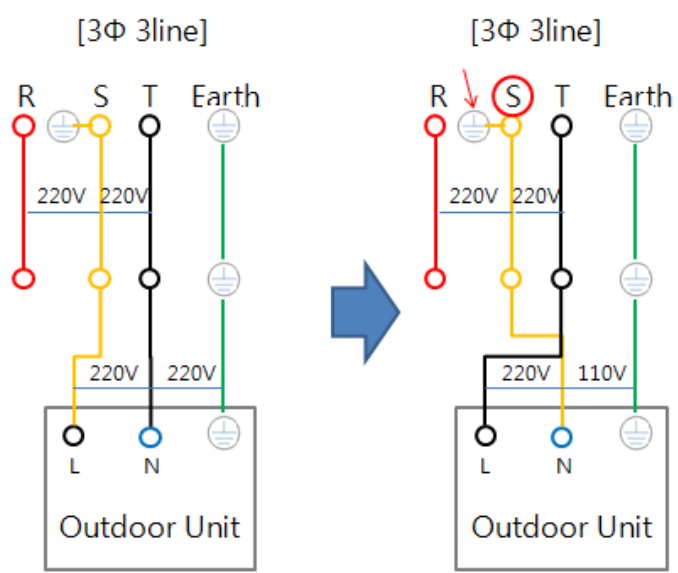 [3Φ 3line]
R S T Earth
220V 220V
220V 220V
L N
Outdoor Unit
[3Φ 3line]
R S T Earth
220V 220V
220V 110V
L N
Outdoor Unit